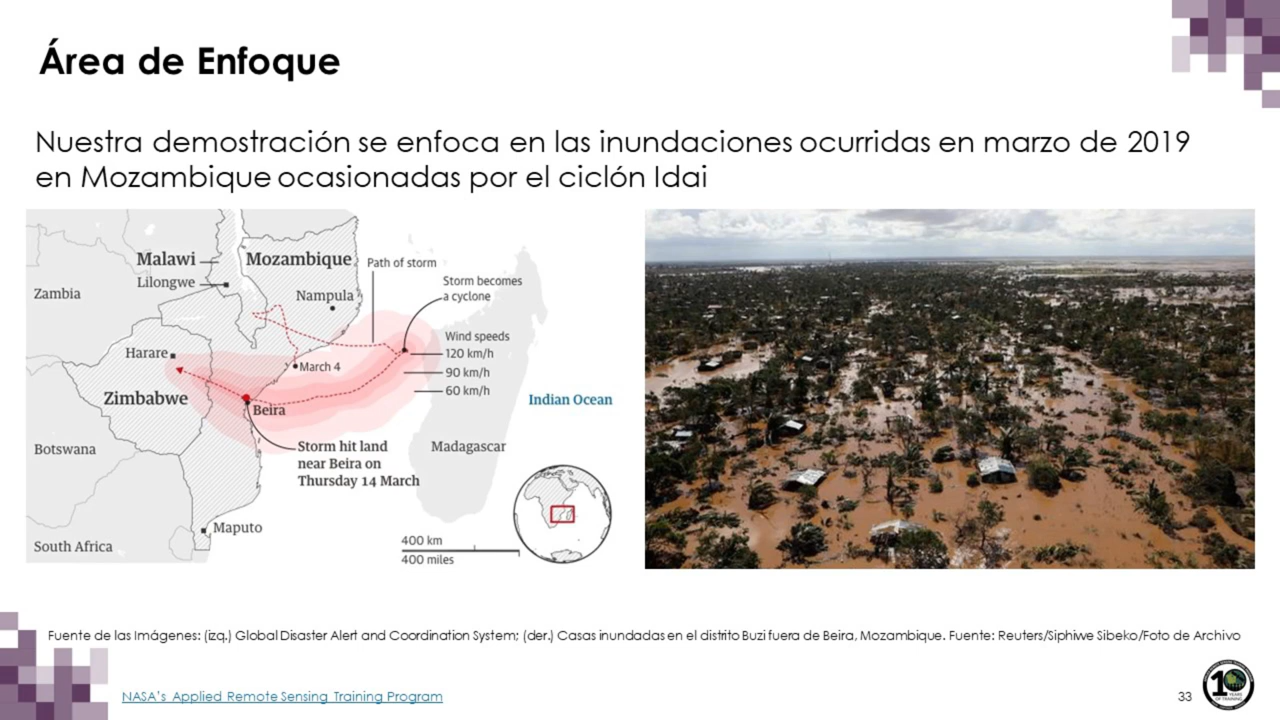 Área de Enfoque
Nuestra demostración se enfoca en las inundaciones ocurridas en marzo de 2019
en Mozambique ocasionadas por el ciclón Idai
Malawi
Lilongwe
Zambia
Mozambique
Nampula
Path of storm
Storm becomes
a cyclone
Wind speeds
120 km/h
90 km/h
60 km/h
Harare
March 4
Zimbabwe
Beira
Indian Ocean
Botswana
Storm hit land
near Beira on
Thursday 14 March
Madagascar
Maputo
South Africa
400 km
400 miles
Fuente de las Imágenes: (izq.) Global Disaster Alert and Coordination System; (der.) Casas inundadas en el distrito Buzi fuera de Beira, Mozambique. Fuente: Reuters/Siphiwe Sibeko/Foto de Archivo
NASA's Applied Remote Sensing Training Program
33
10
YEARS
OF TRAINING